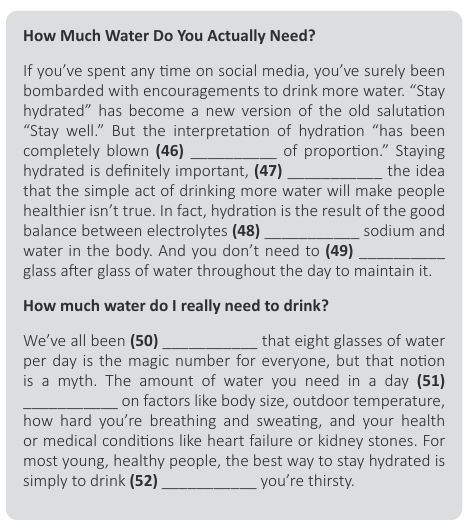 How Much Water Do You Actually Need?
If you’ve spent any time on social media, you’ve surely been
bombarded with encouragements to drink more water. “Stay
hydrated” has become a new version of the old salutation
“Stay well.” But the interpretation of hydration “has been
completely blown (46) __________ of proportion.” Staying
hydrated is definitely important, (47) ___________ the idea
that the simple act of drinking more water will make people
healthier isn’t true. In fact, hydration is the result of the good
balance between electrolytes (48) ___________ sodium and
water in the body. And you don’t need to (49) __________
glass after glass of water throughout the day to maintain it.
How much water do I really need to drink?
We’ve all been (50) ___________ that eight glasses of water
per day is the magic number for everyone, but that notion
is a myth. The amount of water you need in a day (51)
___________ on factors like body size, outdoor temperature,
how hard you’re breathing and sweating, and your health
or medical conditions like heart failure or kidney stones. For
most young, healthy people, the best way to stay hydrated is
simply to drink (52) ___________ you’re thirsty.